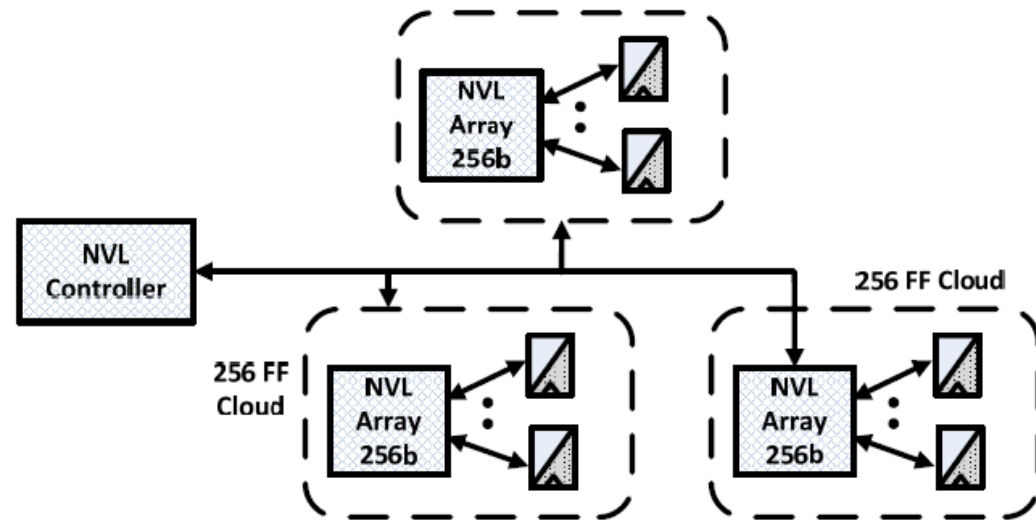 NVL
Array
256b
NVL
Controller
256 FF Cloud
256 FF
Cloud
NVL
Array
256b
NVL
Array
256b